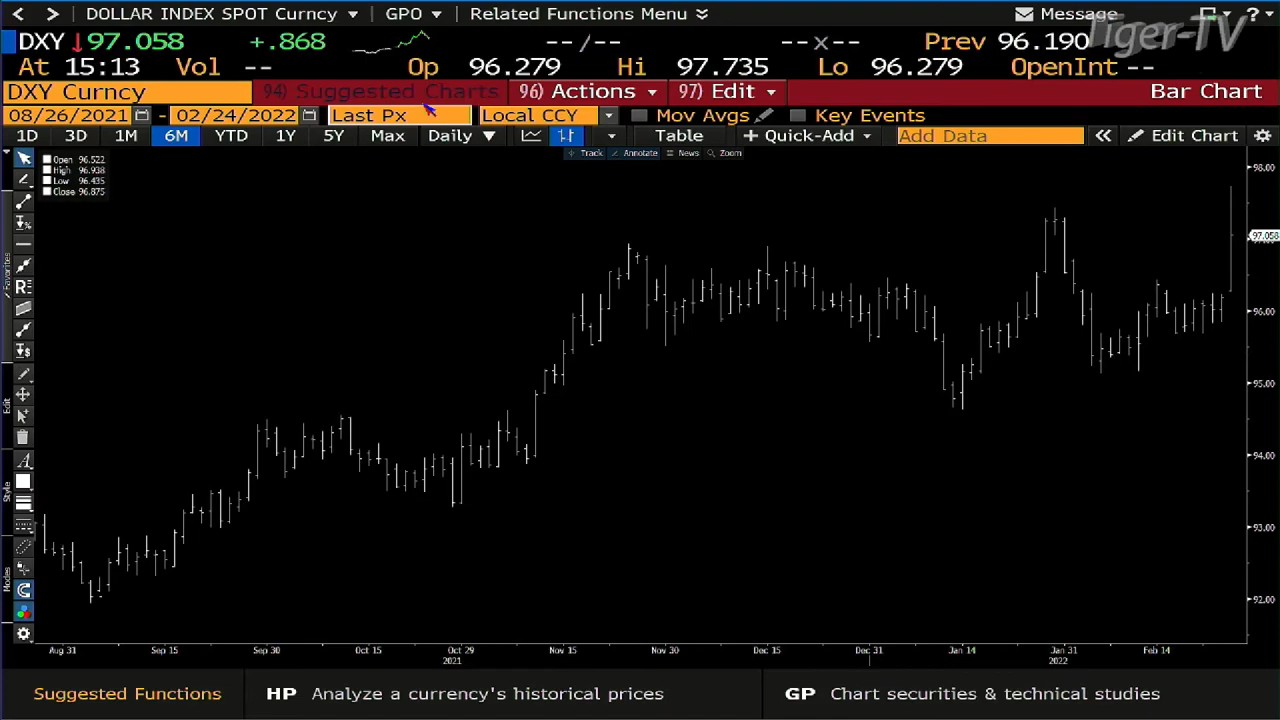 DOLLAR INDEX SPOT Curncy GPO Related Functions Menu Message ?
Tiger-TV
DXY 97.058 +.868 -- / -- -- x -- Prev 96.190
At 15:13 Vol -- Op 96.279 Hi 97.735 Lo 96.279 OpenInt --
DXY Curncy 94) Suggested Charts 96) Actions 97) Edit Bar Chart
08/26/2021 - 02/24/2022 Last Px Local CCY Mov Avgs Key Events
1D 3D 1M 6M YTD 1Y 5Y Max Daily Table + Quick-Add Add Data « Edit Chart
Track Annotate News Zoom
Open 96.522
High 96.938
Low 96.435
Close 96.875
Favorites
Edit
Style
Modes
98.00
97.058
96.00
95.00
94.00
93.00
92.00
Aug 31 Sep 15 Sep 30 Oct 15 Oct 29 Nov 15 Nov 30 Dec 15 Dec 31 Jan 14 Jan 31 Feb 14
2021 2022
Suggested Functions HP Analyze a currency's historical prices GP Chart securities & technical studies